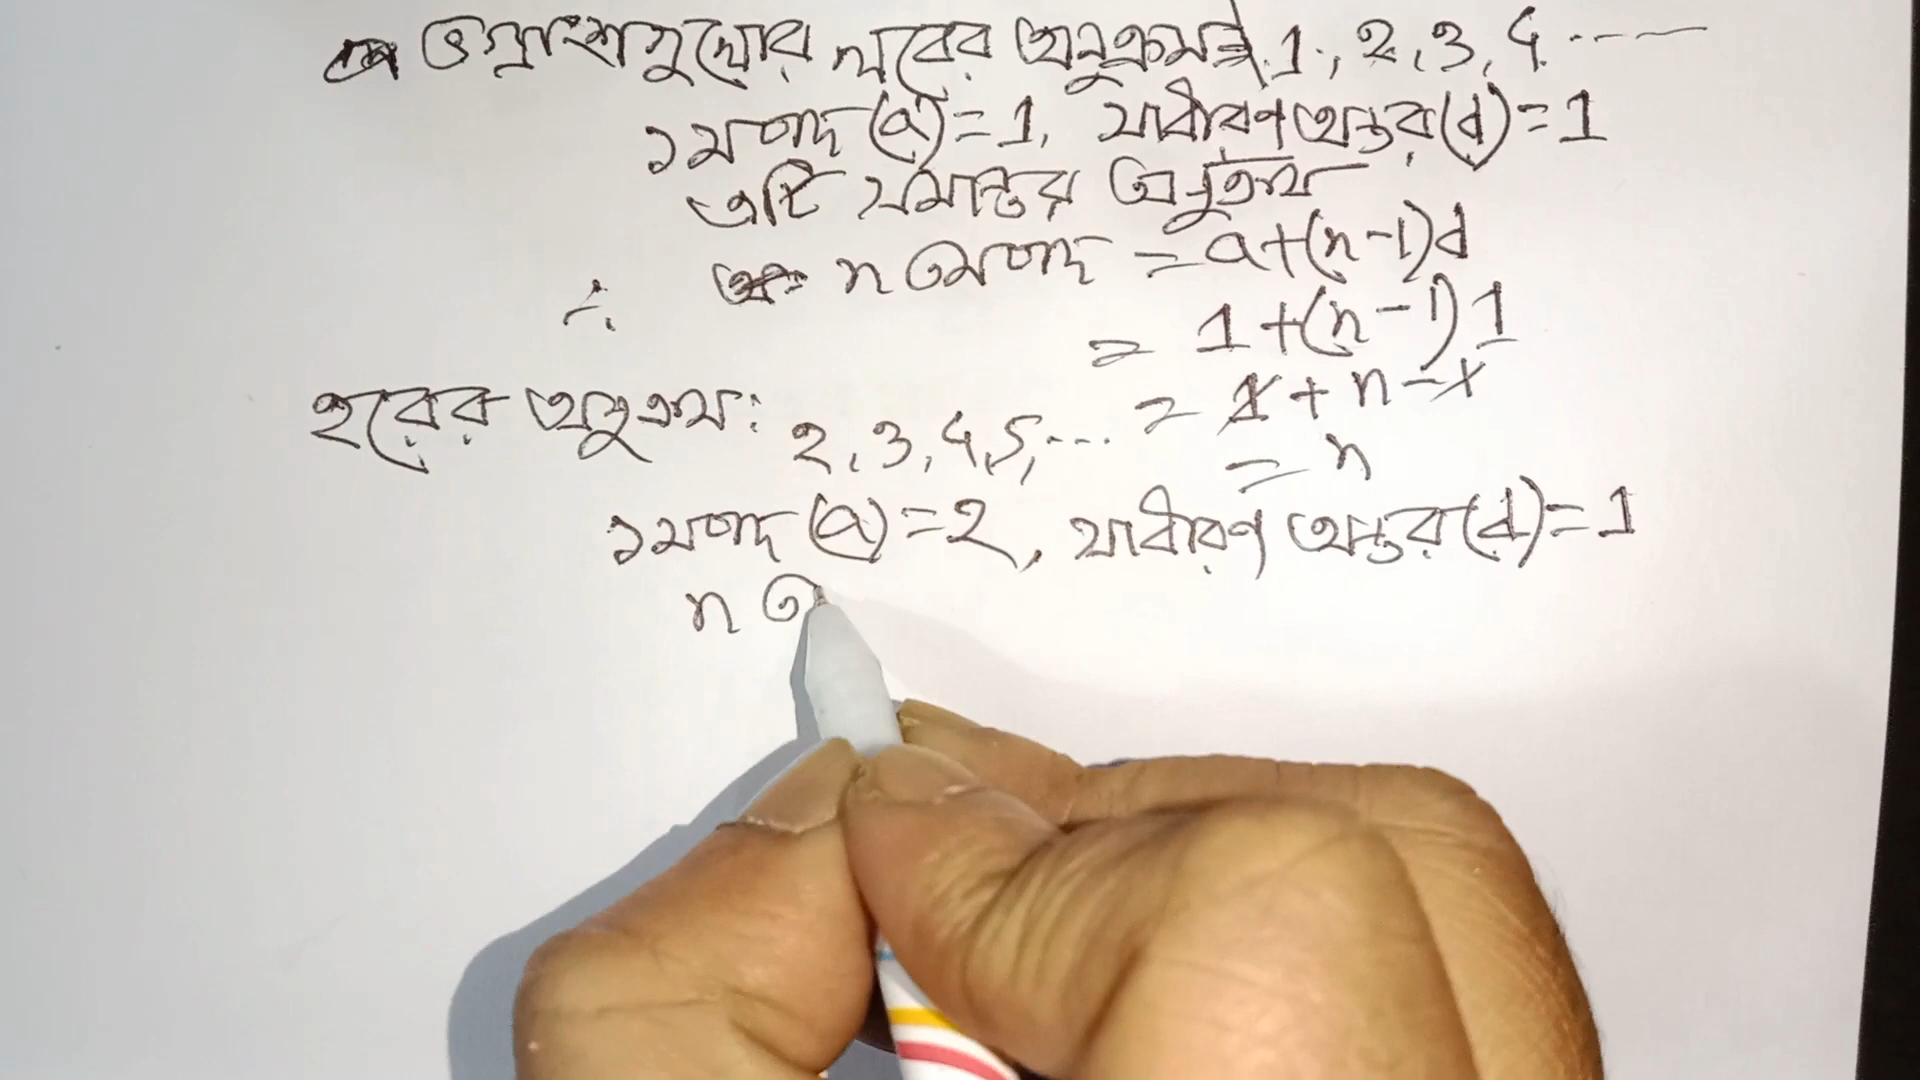 ভগ্নাংশগুলোর লবের অনুক্রম 1, 2, 3, 4 ------
১ম পদ (a) = 1, সাধারণ অন্তর (d) = 1
এটি সমান্তর অনুক্রম
∴ n তম পদ = a+(n-1)d
= 1+(n-1)1
= 1+n-1
= n
হরের অনুক্রম: 2, 3, 4, 5, ...
১ম পদ (a) = 2, সাধারণ অন্তর (d) = 1
n ত